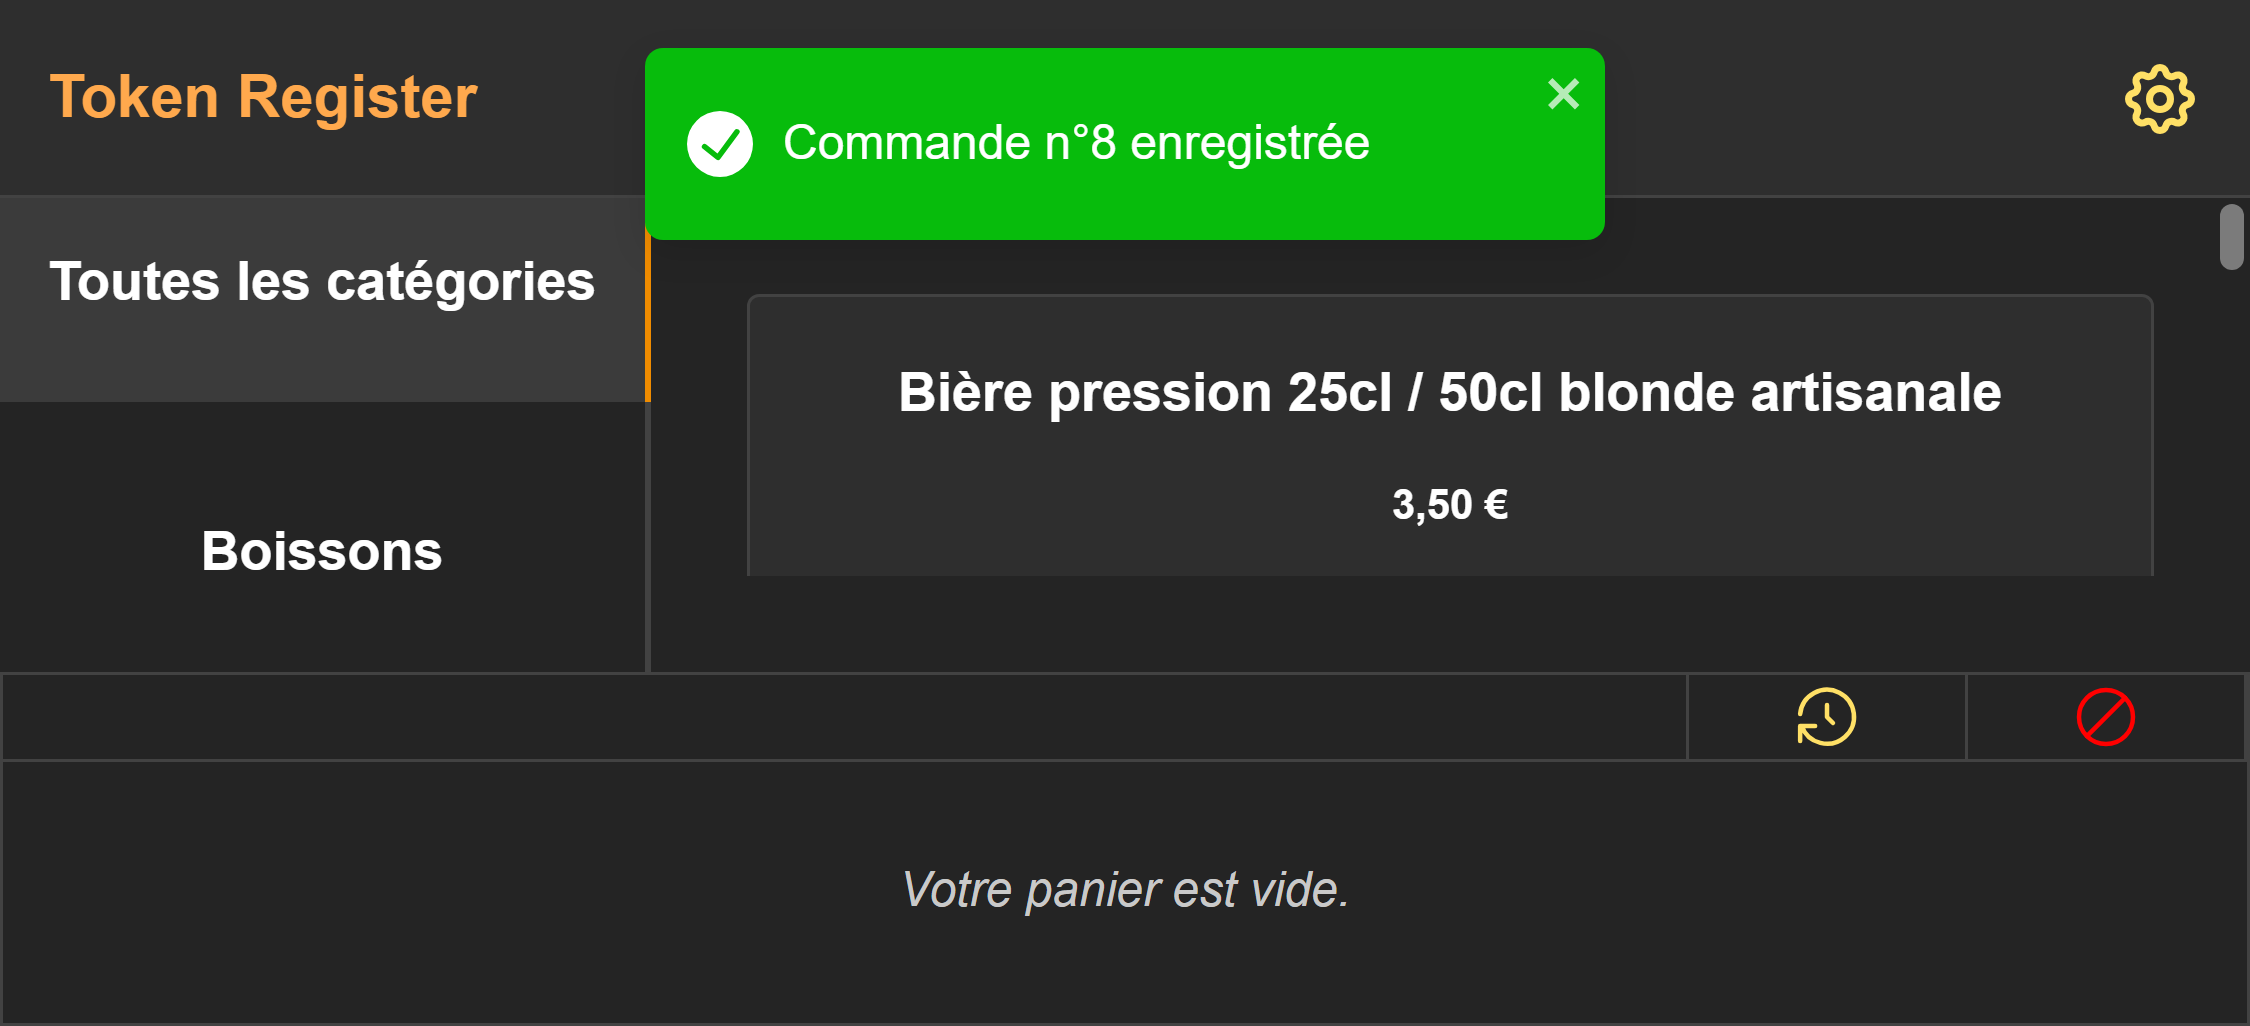 Token Register
Commande n°8 enregistrée
Toutes les catégories
Boissons
Bière pression 25cl / 50cl blonde artisanale
3,50 €
Votre panier est vide.